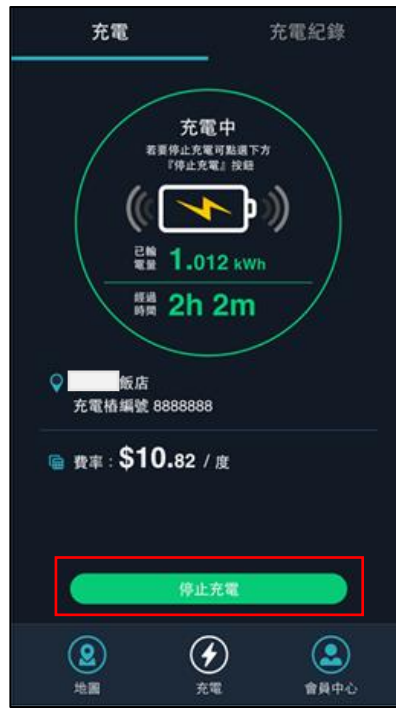 充電 充電紀錄
充電中
若要停止充電可點選下方
『停止充電』按鈕
已輸電量 1.012 kWh
經過時間 2h 2m
飯店
充電樁編號 8888888
費率：$10.82 / 度
停止充電
地圖 充電 會員中心